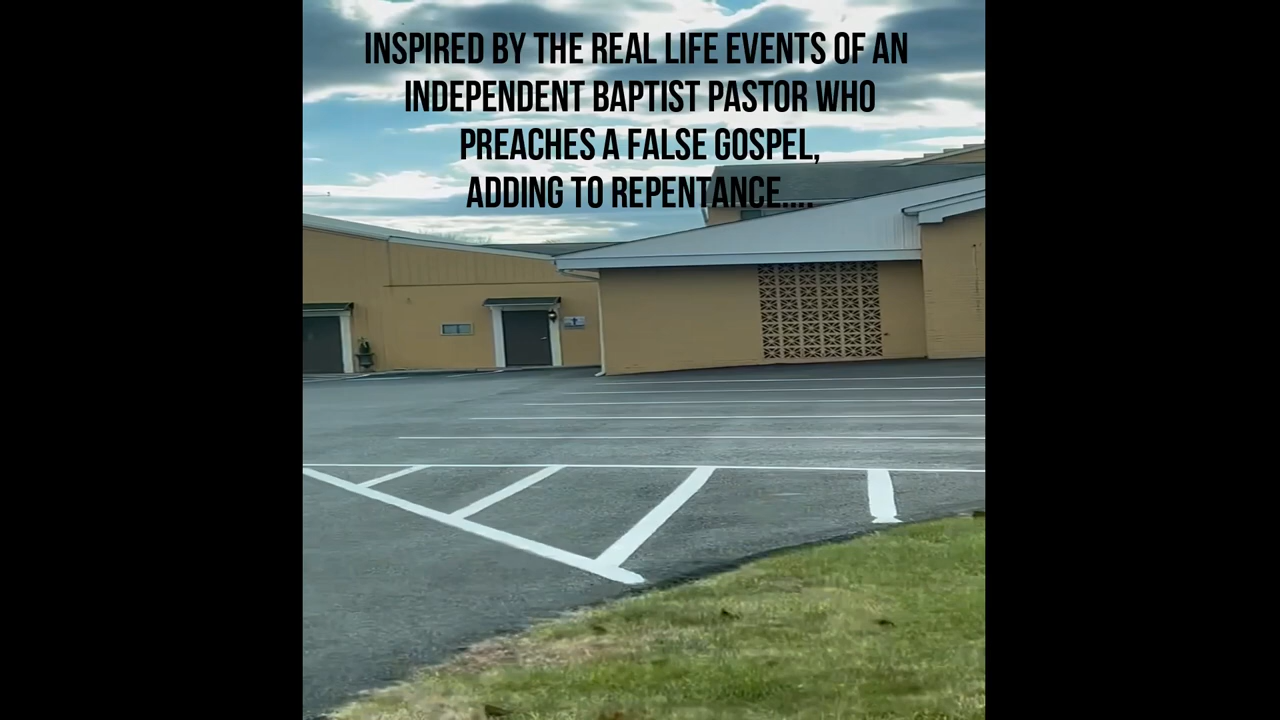 INSPIRED BY THE REAL LIFE EVENTS OF AN
INDEPENDENT BAPTIST PASTOR WHO
PREACHES A FALSE GOSPEL,
ADDING TO REPENTANCE....